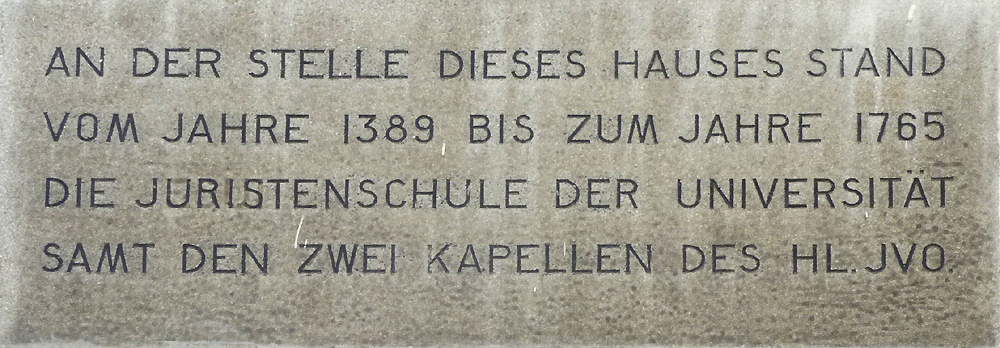 AN DER STELLE DIESES HAUSES STAND
VOM JAHRE 1389 BIS ZUM JAHRE 1765
DIE JURISTENSCHULE DER UNIVERSITÄT
SAMT DEN ZWEI KAPELLEN DES HL. JVO.